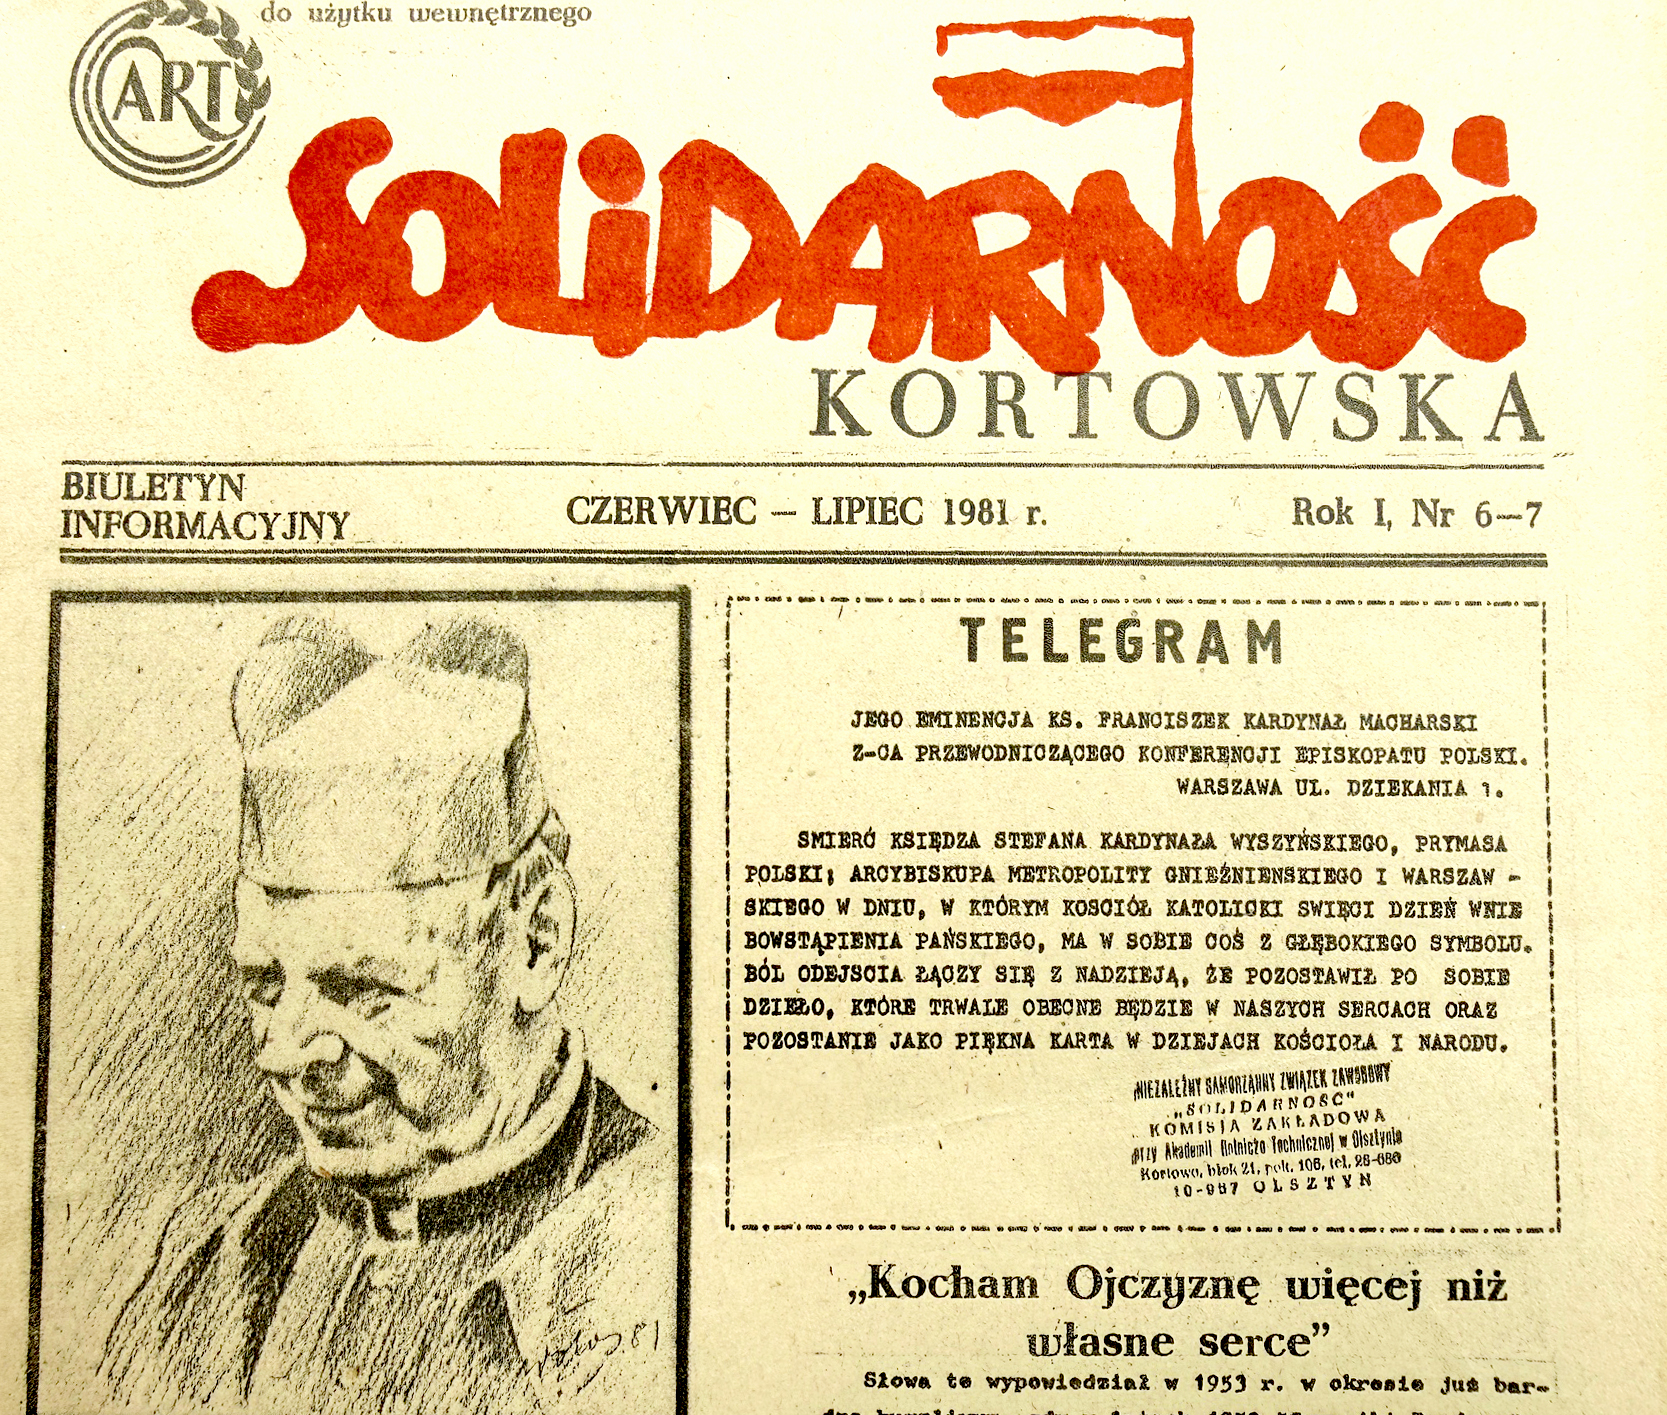 do użytku wewnętrznego
ART
SOLIDARNOŚĆ
KORTOWSKA
BIULETYN
INFORMACYJNY
CZERWIEC — LIPIEC 1981 r.
Rok I, Nr 6—7
TELEGRAM
JEGO EMINENCJA KS. FRANCISZEK KARDYNAŁ MACHARSKI
Z-CA PRZEWODNICZĄCEGO KONFERENCJI EPISKOPATU POLSKI.
WARSZAWA UL. DZIEKANIA 1.
SMIERĆ KSIĘDZA STEFANA KARDYNAŁA WYSZYŃSKIEGO, PRYMASA
POLSKI; ARCYBISKUPA METROPOLITY GNIEŹNIENSKIEGO I WARSZAW -
SKIEGO W DNIU, W KTÓRYM KOSCIÓŁ KATOLICKI SWIĘCI DZIEŃ WNIE
BOWSTĄPIENIA PAŃSKIEGO, MA W SOBIE COŚ Z GŁĘBOKIEGO SYMBOLU.
BÓL ODEJSCIA ŁĄCZY SIĘ Z NADZIEJĄ, ŻE POZOSTAWIŁ PO SOBIE
DZIEŁO, KTÓRE TRWALE OBECNE BĘDZIE W NASZYCH SERCACH ORAZ
POZOSTANIE JAKO PIĘKNA KARTA W DZIEJACH KOŚCIOŁA I NARODU.
NIEZALEŻNY SAMORZĄDNY ZWIĄZEK ZAWODOWY
„SOLIDARNOŚĆ"
KOMISJA ZAKŁADOWA
przy Akademii Rolniczo Technicznej w Olsztynie
Kortowo, blok 21, pok. 106, tel. 28-680
10-957 OLSZTYN
„Kocham Ojczyznę więcej niż
własne serce”
81
Słowa te wypowiedział w 1953 r. w okresie już bar-